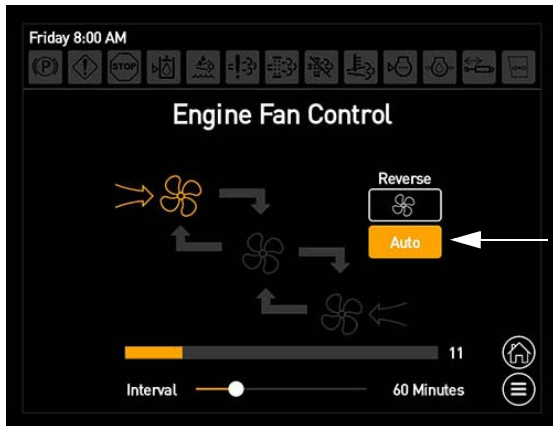 Friday 8:00 AM
(P)
STOP
Engine Fan Control
Reverse
Auto
11
Interval
60 Minutes